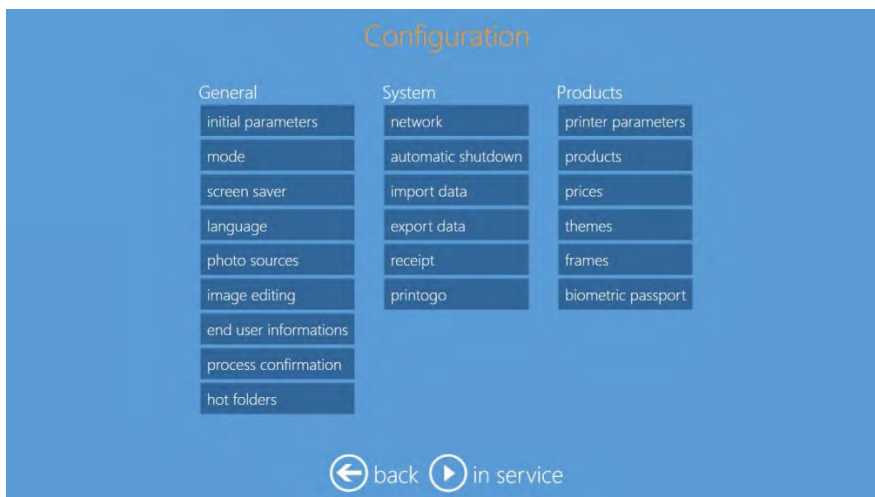 Configuration
General
initial parameters
mode
screen saver
language
photo sources
image editing
end user informations
process confirmation
hot folders
System
network
automatic shutdown
import data
export data
receipt
printogo
Products
printer parameters
products
prices
themes
frames
biometric passport
back in service